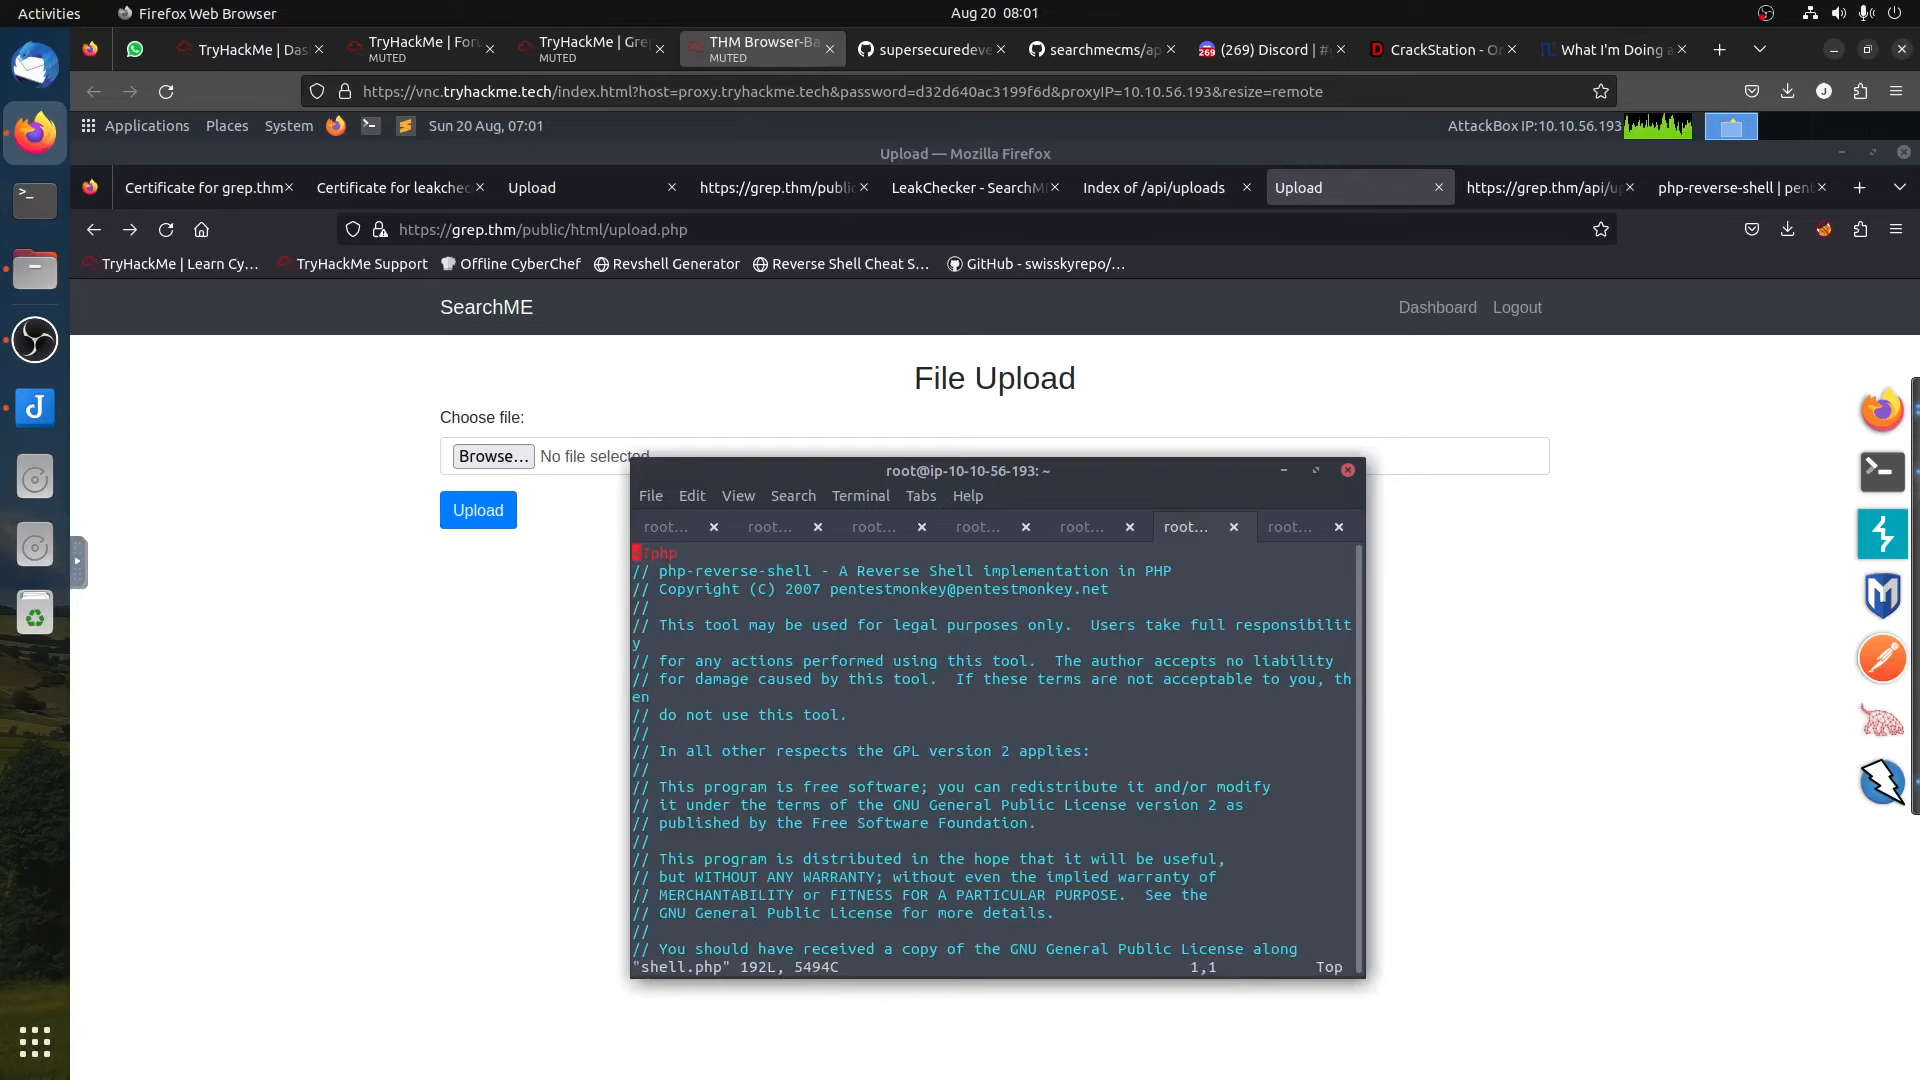 Activities
Firefox Web Browser
Aug 20 08:01
TryHackMe | Das
TryHackMe | Foru
MUTED
TryHackMe | Gre
MUTED
THM Browser-Ba
MUTED
supersecuredeve
searchmecms/ap
(269) Discord | #
CrackStation - On
What I'm Doing a
https://vnc.tryhackme.tech/index.html?host=proxy.tryhackme.tech&password=d32d640ac3199f6d&proxyIP=10.10.56.193&resize=remote
Applications
Places
System
Sun 20 Aug, 07:01
AttackBox IP:10.10.56.193
Upload — Mozilla Firefox
Certificate for grep.thm
Certificate for leakchec
Upload
https://grep.thm/public
LeakChecker - SearchM
Index of /api/uploads
Upload
https://grep.thm/api/up
php-reverse-shell | pent
https://grep.thm/public/html/upload.php
TryHackMe | Learn Cy...
TryHackMe Support
Offline CyberChef
Revshell Generator
Reverse Shell Cheat S...
GitHub - swisskyrepo/...
SearchME
Dashboard
Logout
File Upload
Choose file:
Browse...
No file selected
Upload
root@ip-10-10-56-193: ~
File Edit View Search Terminal Tabs Help
root... root... root... root... root... root... root...
<?php
// php-reverse-shell - A Reverse Shell implementation in PHP
// Copyright (C) 2007 pentestmonkey@pentestmonkey.net
//
// This tool may be used for legal purposes only.  Users take full responsibilit
y
// for any actions performed using this tool.  The author accepts no liability
// for damage caused by this tool.  If these terms are not acceptable to you, th
en
// do not use this tool.
//
// In all other respects the GPL version 2 applies:
//
// This program is free software; you can redistribute it and/or modify
// it under the terms of the GNU General Public License version 2 as
// published by the Free Software Foundation.
//
// This program is distributed in the hope that it will be useful,
// but WITHOUT ANY WARRANTY; without even the implied warranty of
// MERCHANTABILITY or FITNESS FOR A PARTICULAR PURPOSE.  See the
// GNU General Public License for more details.
//
// You should have received a copy of the GNU General Public License along
"shell.php" 192L, 5494C
1,1
Top